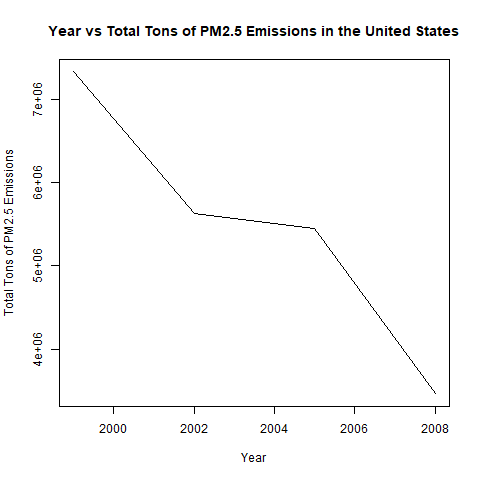 Year vs Total Tons of PM2.5 Emissions in the United States
Total Tons of PM2.5 Emissions
7e+06
6e+06
5e+06
4e+06
2000 2002 2004 2006 2008
Year